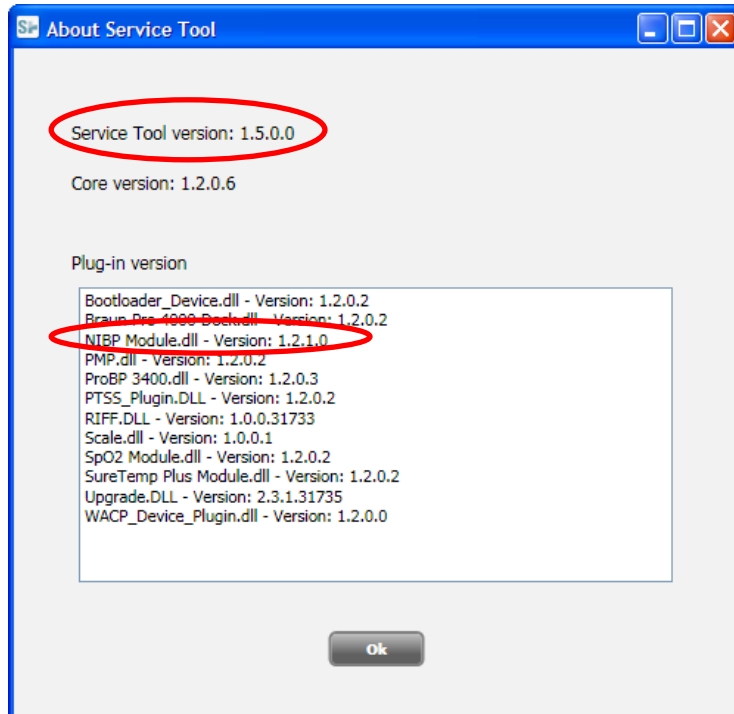 About Service Tool
Service Tool version: 1.5.0.0
Core version: 1.2.0.6
Plug-in version
Bootloader_Device.dll - Version: 1.2.0.2
Braun Pro 4000 Dock.dll - Version: 1.2.0.2
NIBP Module.dll - Version: 1.2.1.0
PMP.dll - Version: 1.2.0.2
ProBP 3400.dll - Version: 1.2.0.3
PTSS_Plugin.DLL - Version: 1.2.0.2
RIFF.DLL - Version: 1.0.0.31733
Scale.dll - Version: 1.0.0.1
SpO2 Module.dll - Version: 1.2.0.2
SureTemp Plus Module.dll - Version: 1.2.0.2
Upgrade.DLL - Version: 2.3.1.31735
WACP_Device_Plugin.dll - Version: 1.2.0.0
Ok